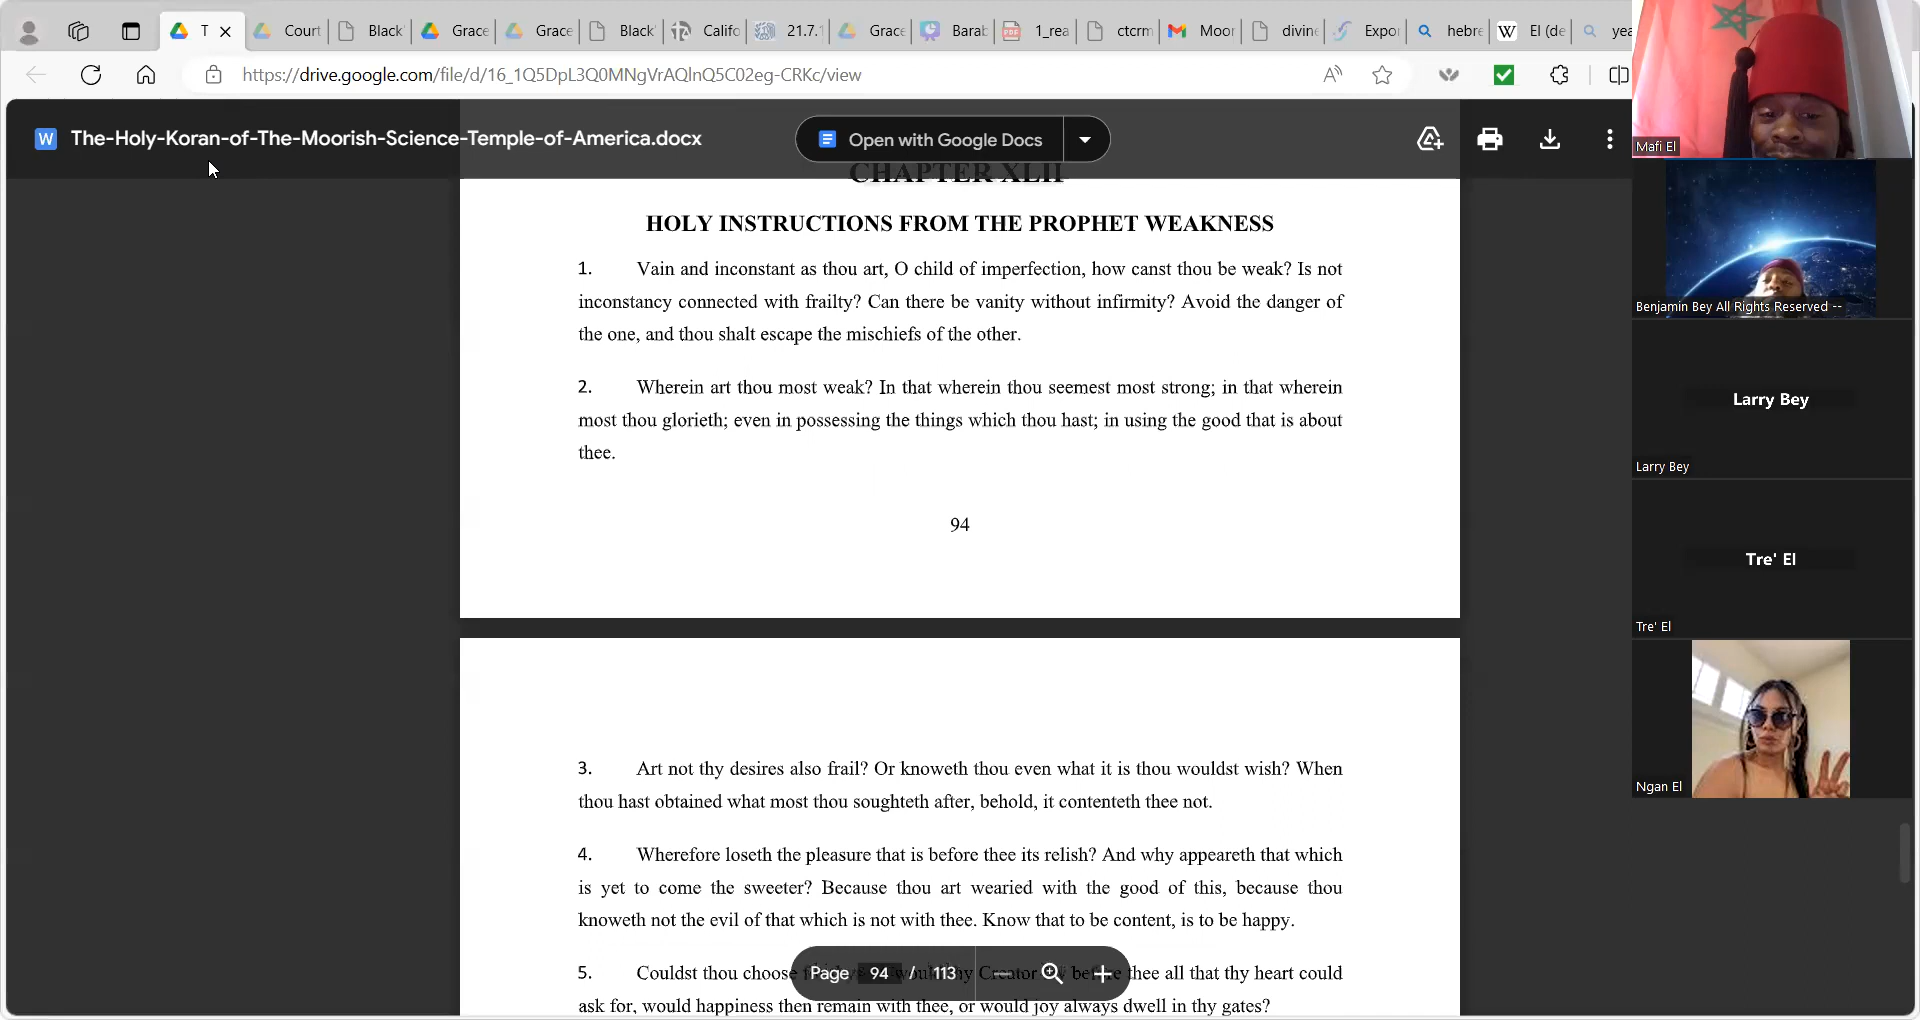 T
Court
Black
Grace
Grace
Black
Califo
21.7.1
Grace
Barab
1_rea
ctcrm
Moor
divine
Expo
hebre
El (de
yea
https://drive.google.com/file/d/16_1Q5DpL3Q0MNgVrAQlnQ5C02eg-CRKc/view
The-Holy-Koran-of-The-Moorish-Science-Temple-of-America.docx
Open with Google Docs
CHAPTER XLII
HOLY INSTRUCTIONS FROM THE PROPHET WEAKNESS
1. Vain and inconstant as thou art, O child of imperfection, how canst thou be weak? Is not
inconstancy connected with frailty? Can there be vanity without infirmity? Avoid the danger of
the one, and thou shalt escape the mischiefs of the other.
2. Wherein art thou most weak? In that wherein thou seemest most strong; in that wherein
most thou glorieth; even in possessing the things which thou hast; in using the good that is about
thee.
94
3. Art not thy desires also frail? Or knoweth thou even what it is thou wouldst wish? When
thou hast obtained what most thou soughteth after, behold, it contenteth thee not.
4. Wherefore loseth the pleasure that is before thee its relish? And why appeareth that which
is yet to come the sweeter? Because thou art wearied with the good of this, because thou
knoweth not the evil of that which is not with thee. Know that to be content, is to be happy.
5. Couldst thou choose thy Creator thee all that thy heart could
ask for, would happiness then remain with thee, or would joy always dwell in thy gates?
Page 94 / 113
Mafi El
Benjamin Bey All Rights Reserved --
Larry Bey
Larry Bey
Tre' El
Tre' El
Ngan El